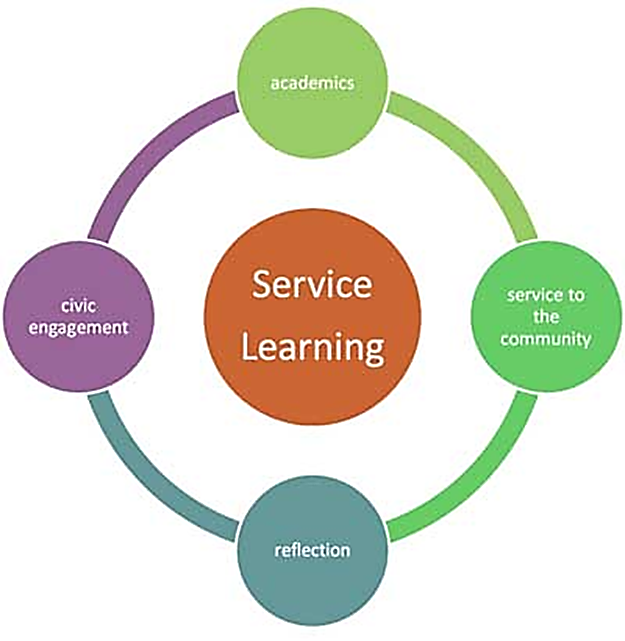 academics
Service
Learning
civic
engagement
service to
the
community
reflection